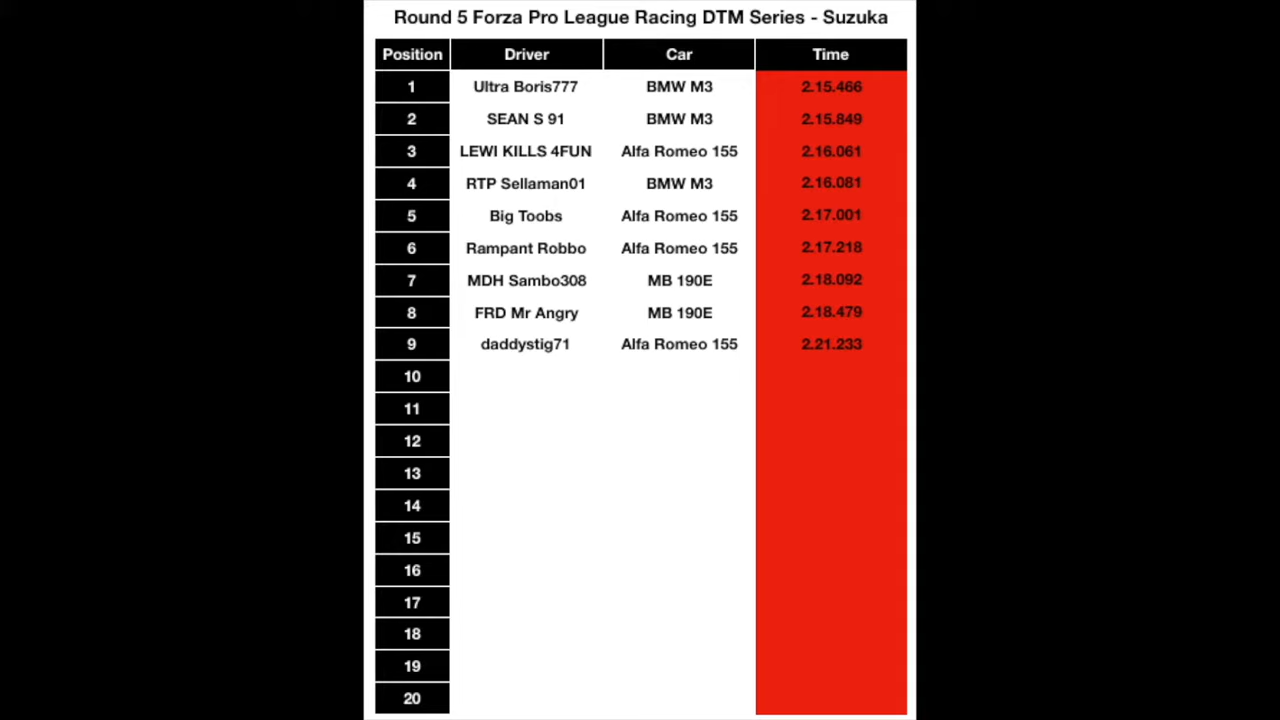 Round 5 Forza Pro League Racing DTM Series - Suzuka
Position Driver Car Time
1 Ultra Boris777 BMW M3 2.15.466
2 SEAN S 91 BMW M3 2.15.849
3 LEWI KILLS 4FUN Alfa Romeo 155 2.16.061
4 RTP Sellaman01 BMW M3 2.16.081
5 Big Toobs Alfa Romeo 155 2.17.001
6 Rampant Robbo Alfa Romeo 155 2.17.218
7 MDH Sambo308 MB 190E 2.18.092
8 FRD Mr Angry MB 190E 2.18.479
9 daddystig71 Alfa Romeo 155 2.21.233
10
11
12
13
14
15
16
17
18
19
20